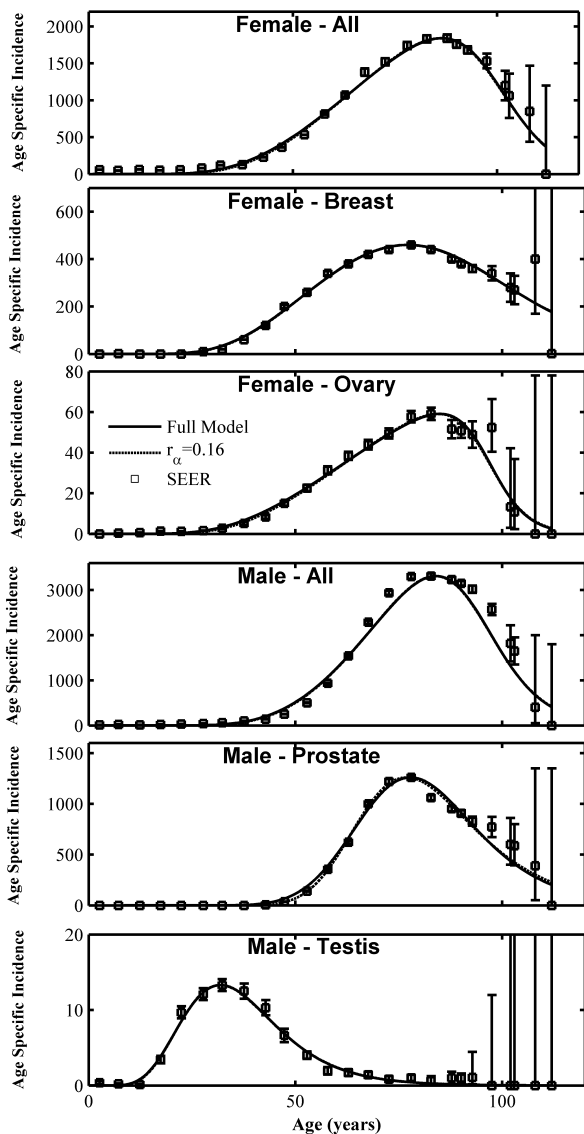 Female - All
Age Specific Incidence
2000
1500
1000
500
0
Female - Breast
Age Specific Incidence
600
400
200
0
Female - Ovary
Age Specific Incidence
80
60
40
20
0
Full Model
rα=0.16
SEER
Male - All
Age Specific Incidence
3000
2000
1000
0
Male - Prostate
Age Specific Incidence
1500
1000
500
0
Male - Testis
Age Specific Incidence
20
10
0
0 50 100
Age (years)